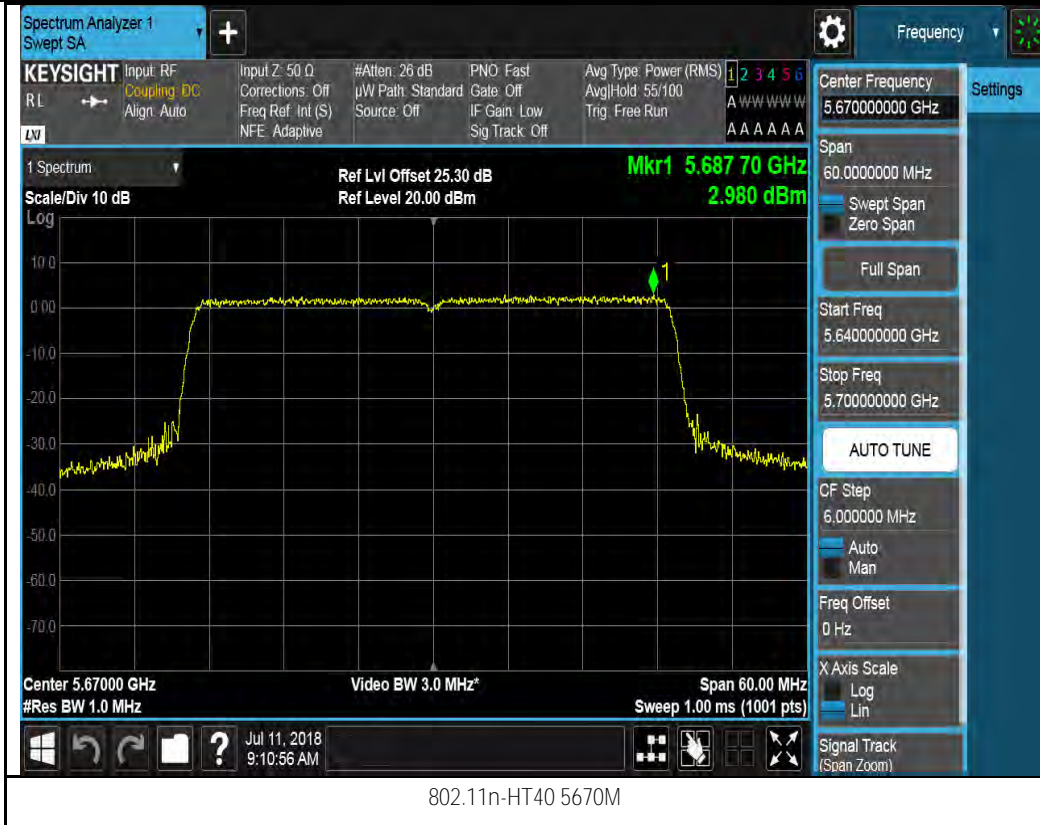 Spectrum Analyzer 1
Swept SA
+
Frequency
KEYSIGHT
RL
LXI
Input: RF
Coupling: DC
Align: Auto
Input Z: 50 Ω
Corrections: Off
Freq Ref: Int (S)
NFE: Adaptive
#Atten: 26 dB
µW Path: Standard
Source: Off
PNO: Fast
Gate: Off
IF Gain: Low
Sig Track: Off
Avg Type: Power (RMS)
Avg|Hold: 55/100
Trig: Free Run
1 2 3 4 5 6
A W W W W W
A A A A A A
1 Spectrum
Scale/Div 10 dB
Ref Lvl Offset 25.30 dB
Ref Level 20.00 dBm
Mkr1 5.687 70 GHz
2.980 dBm
Log
10.0
0.00
-10.0
-20.0
-30.0
-40.0
-50.0
-60.0
-70.0
1
Center 5.67000 GHz
#Res BW 1.0 MHz
Video BW 3.0 MHz*
Span 60.00 MHz
Sweep 1.00 ms (1001 pts)
?
Jul 11, 2018
9:10:56 AM
Center Frequency
5.670000000 GHz
Settings
Span
60.0000000 MHz
Swept Span
Zero Span
Full Span
Start Freq
5.640000000 GHz
Stop Freq
5.700000000 GHz
AUTO TUNE
CF Step
6.000000 MHz
Auto
Man
Freq Offset
0 Hz
X Axis Scale
Log
Lin
Signal Track
(Span Zoom)
802.11n-HT40 5670M